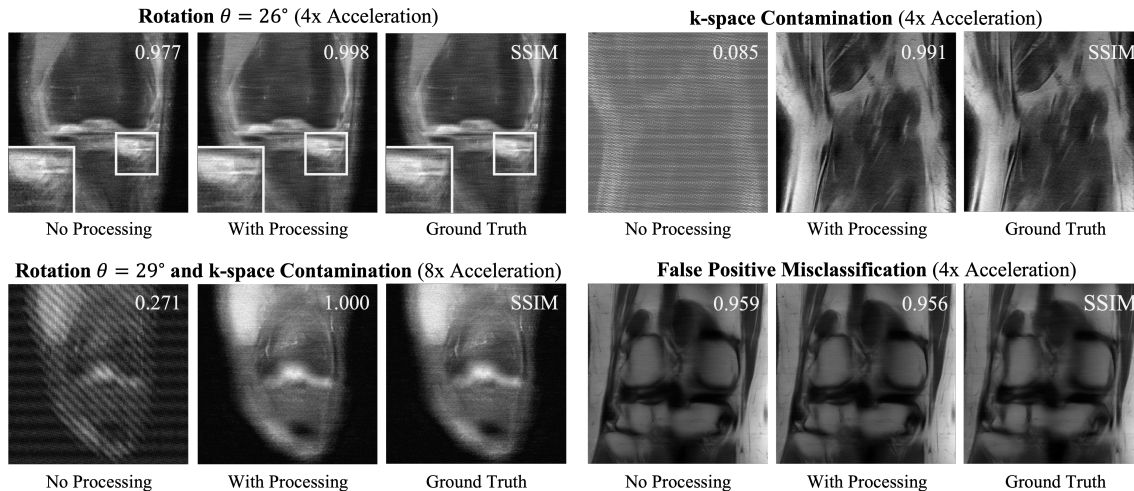 Rotation θ = 26° (4x Acceleration)
0.977
0.998
SSIM
No Processing
With Processing
Ground Truth
k-space Contamination (4x Acceleration)
0.085
0.991
SSIM
No Processing
With Processing
Ground Truth
Rotation θ = 29° and k-space Contamination (8x Acceleration)
0.271
1.000
SSIM
No Processing
With Processing
Ground Truth
False Positive Misclassification (4x Acceleration)
0.959
0.956
SSIM
No Processing
With Processing
Ground Truth